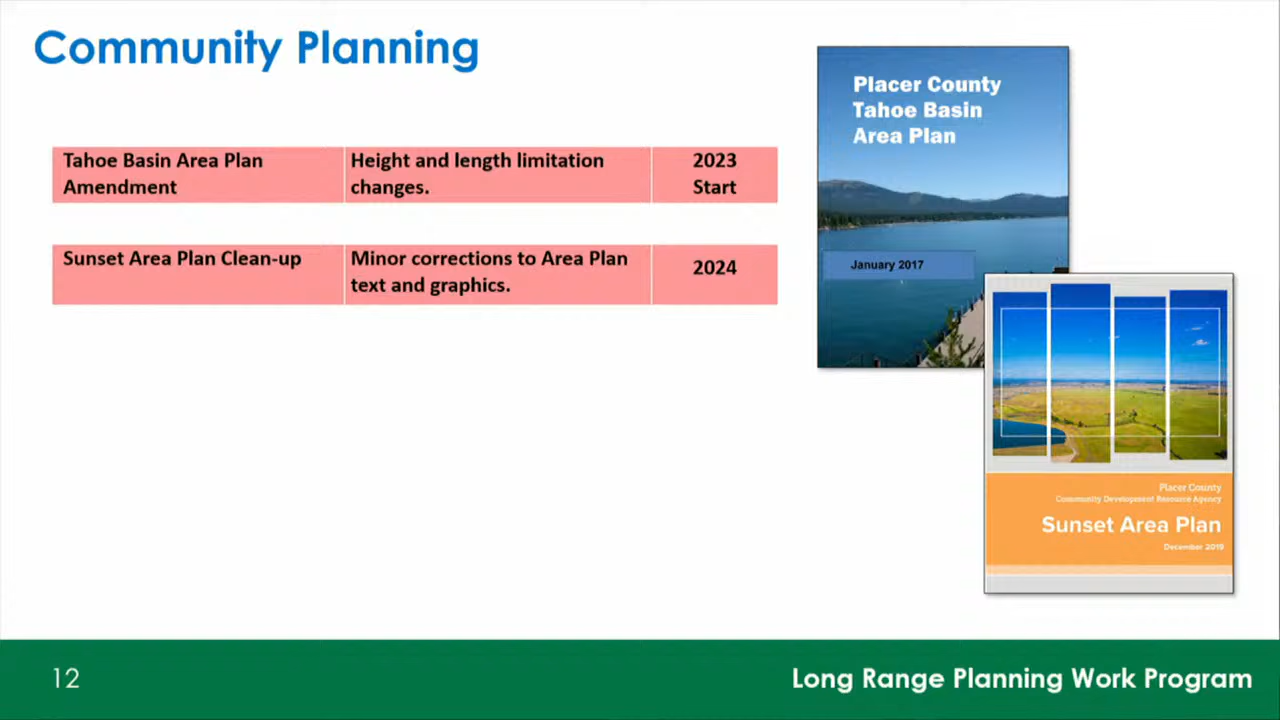 Community Planning
Tahoe Basin Area Plan
Amendment
Height and length limitation
changes.
2023
Start
Sunset Area Plan Clean-up
Minor corrections to Area Plan
text and graphics.
2024
Placer County
Tahoe Basin
Area Plan
January 2017
Placer County
Community Development Resource Agency
Sunset Area Plan
December 2019
12
Long Range Planning Work Program